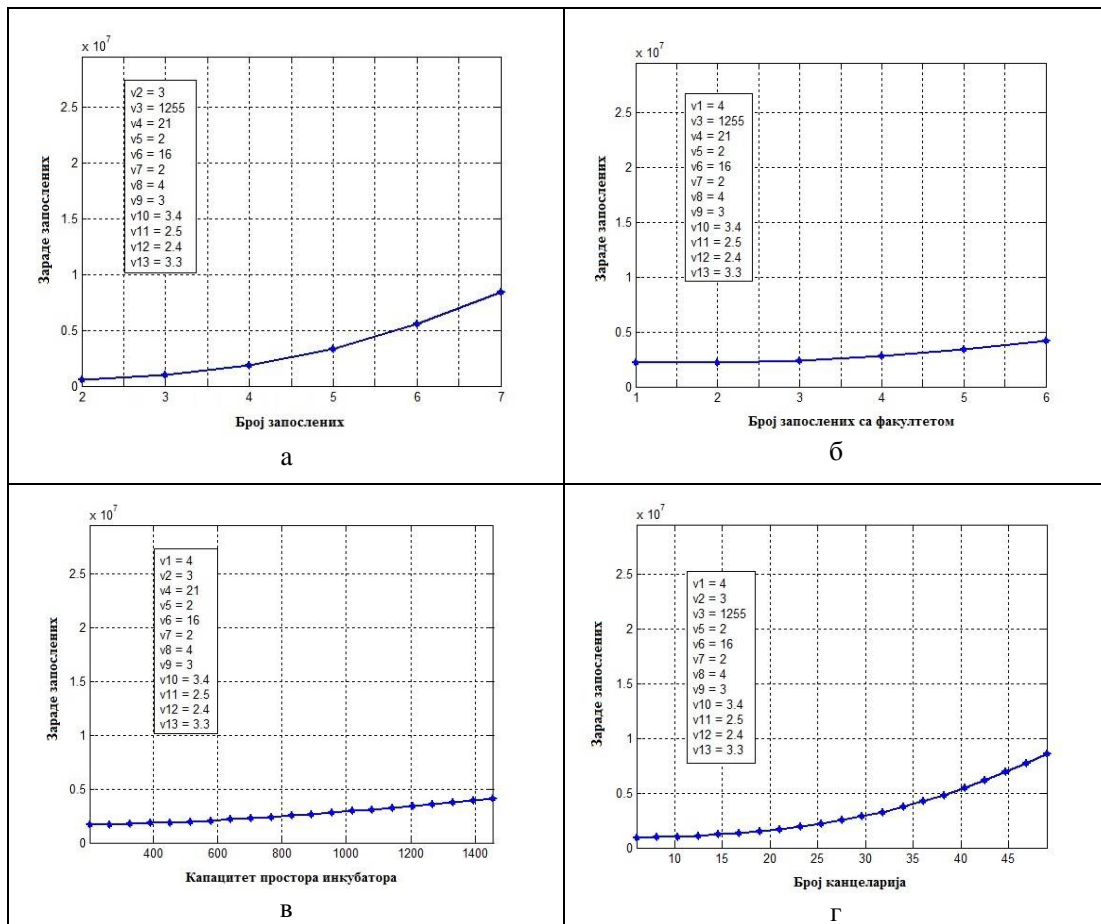 x 10⁷
2.5
2
1.5
1
0.5
0
v2 = 3
v3 = 1255
v4 = 21
v5 = 2
v6 = 16
v7 = 2
v8 = 4
v9 = 3
v10 = 3.4
v11 = 2.5
v12 = 2.4
v13 = 3.3
Зараде запослених
2 3 4 5 6 7
Број запослених
а
x 10⁷
2.5
2
1.5
1
0.5
0
v1 = 4
v3 = 1255
v4 = 21
v5 = 2
v6 = 16
v7 = 2
v8 = 4
v9 = 3
v10 = 3.4
v11 = 2.5
v12 = 2.4
v13 = 3.3
Зараде запослених
1 2 3 4 5 6
Број запослених са факултетом
б
x 10⁷
2.5
2
1.5
1
0.5
0
v1 = 4
v2 = 3
v4 = 21
v5 = 2
v6 = 16
v7 = 2
v8 = 4
v9 = 3
v10 = 3.4
v11 = 2.5
v12 = 2.4
v13 = 3.3
Зараде запослених
400 600 800 1000 1200 1400
Капацитет простора инкубатора
в
x 10⁷
2.5
2
1.5
1
0.5
0
v1 = 4
v2 = 3
v3 = 1255
v5 = 2
v6 = 16
v7 = 2
v8 = 4
v9 = 3
v10 = 3.4
v11 = 2.5
v12 = 2.4
v13 = 3.3
Зараде запослених
10 15 20 25 30 35 40 45
Број канцеларија
г